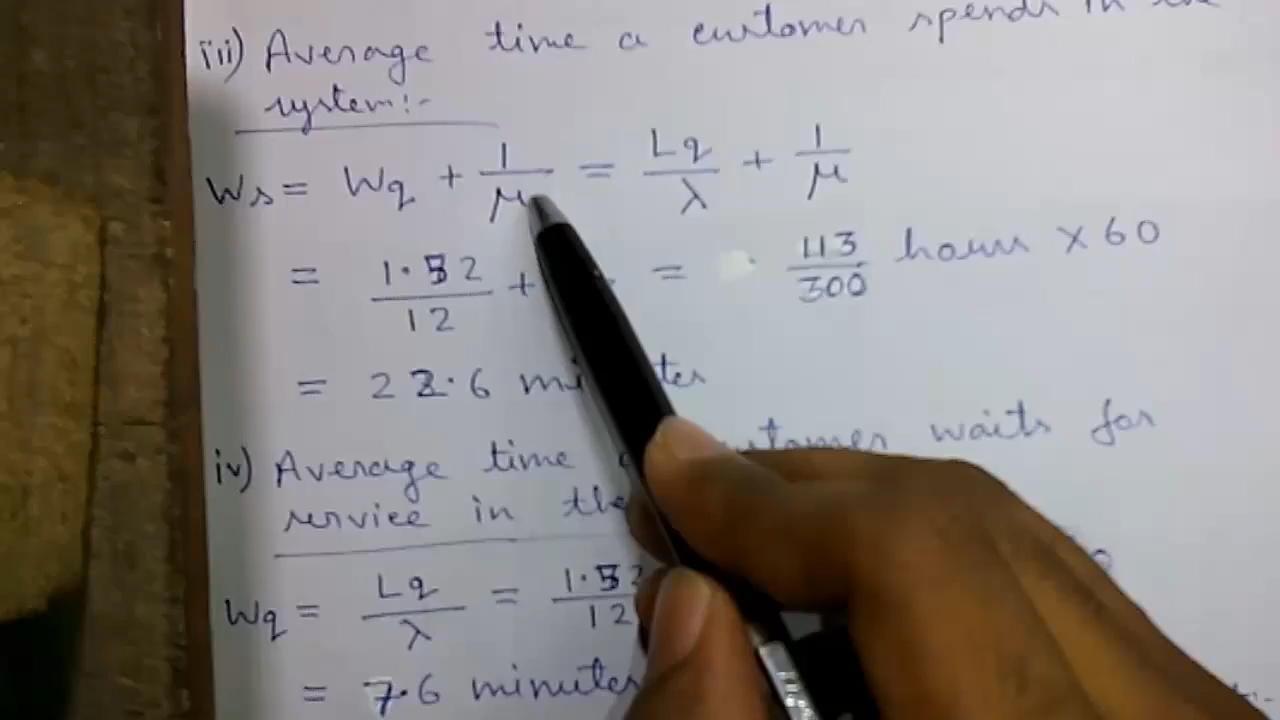 iii) Average time a customer spends in the
system:-
Ws = Wq + 1/μ = Lq/λ + 1/μ
= 1.52/12 + = 113/300 hours × 60
= 22.6 minutes
iv) Average time customer waits for
service in the
Wq = Lq/λ = 1.52/12
= 7.6 minutes